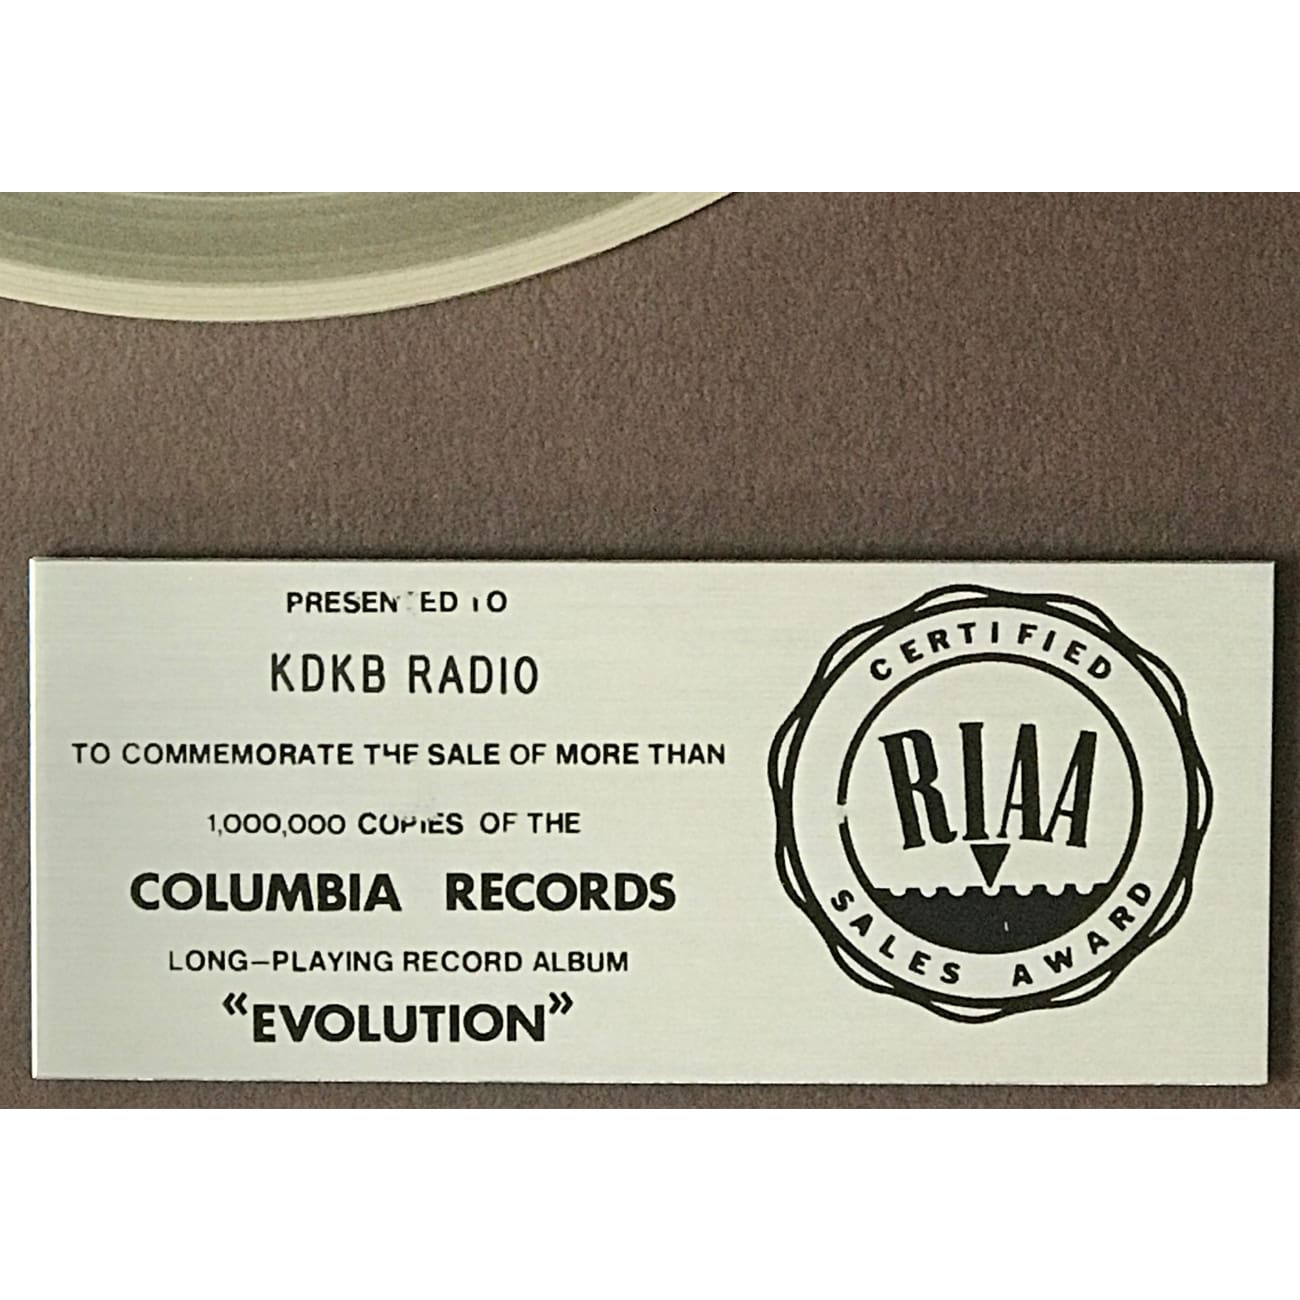 PRESENTED TO
KDKB RADIO
TO COMMEMORATE THE SALE OF MORE THAN
1,000,000 COPIES OF THE
COLUMBIA RECORDS
LONG-PLAYING RECORD ALBUM
"EVOLUTION"
CERTIFIED
RIAA
SALES AWARD